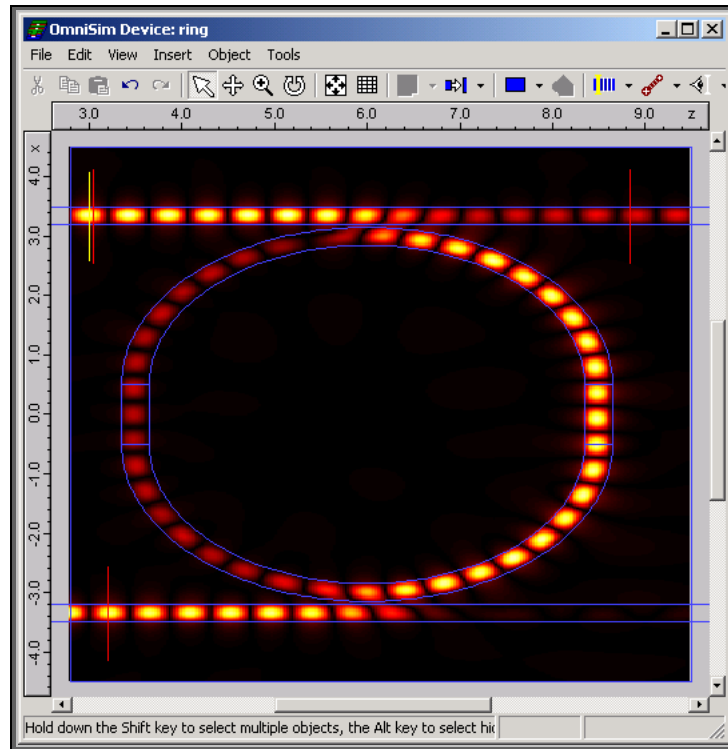 OmniSim Device: ring
File Edit View Insert Object Tools
3.0 4.0 5.0 6.0 7.0 8.0 9.0 z
x
4.0
3.0
2.0
1.0
0.0
-1.0
-2.0
-3.0
-4.0
Hold down the Shift key to select multiple objects, the Alt key to select hi